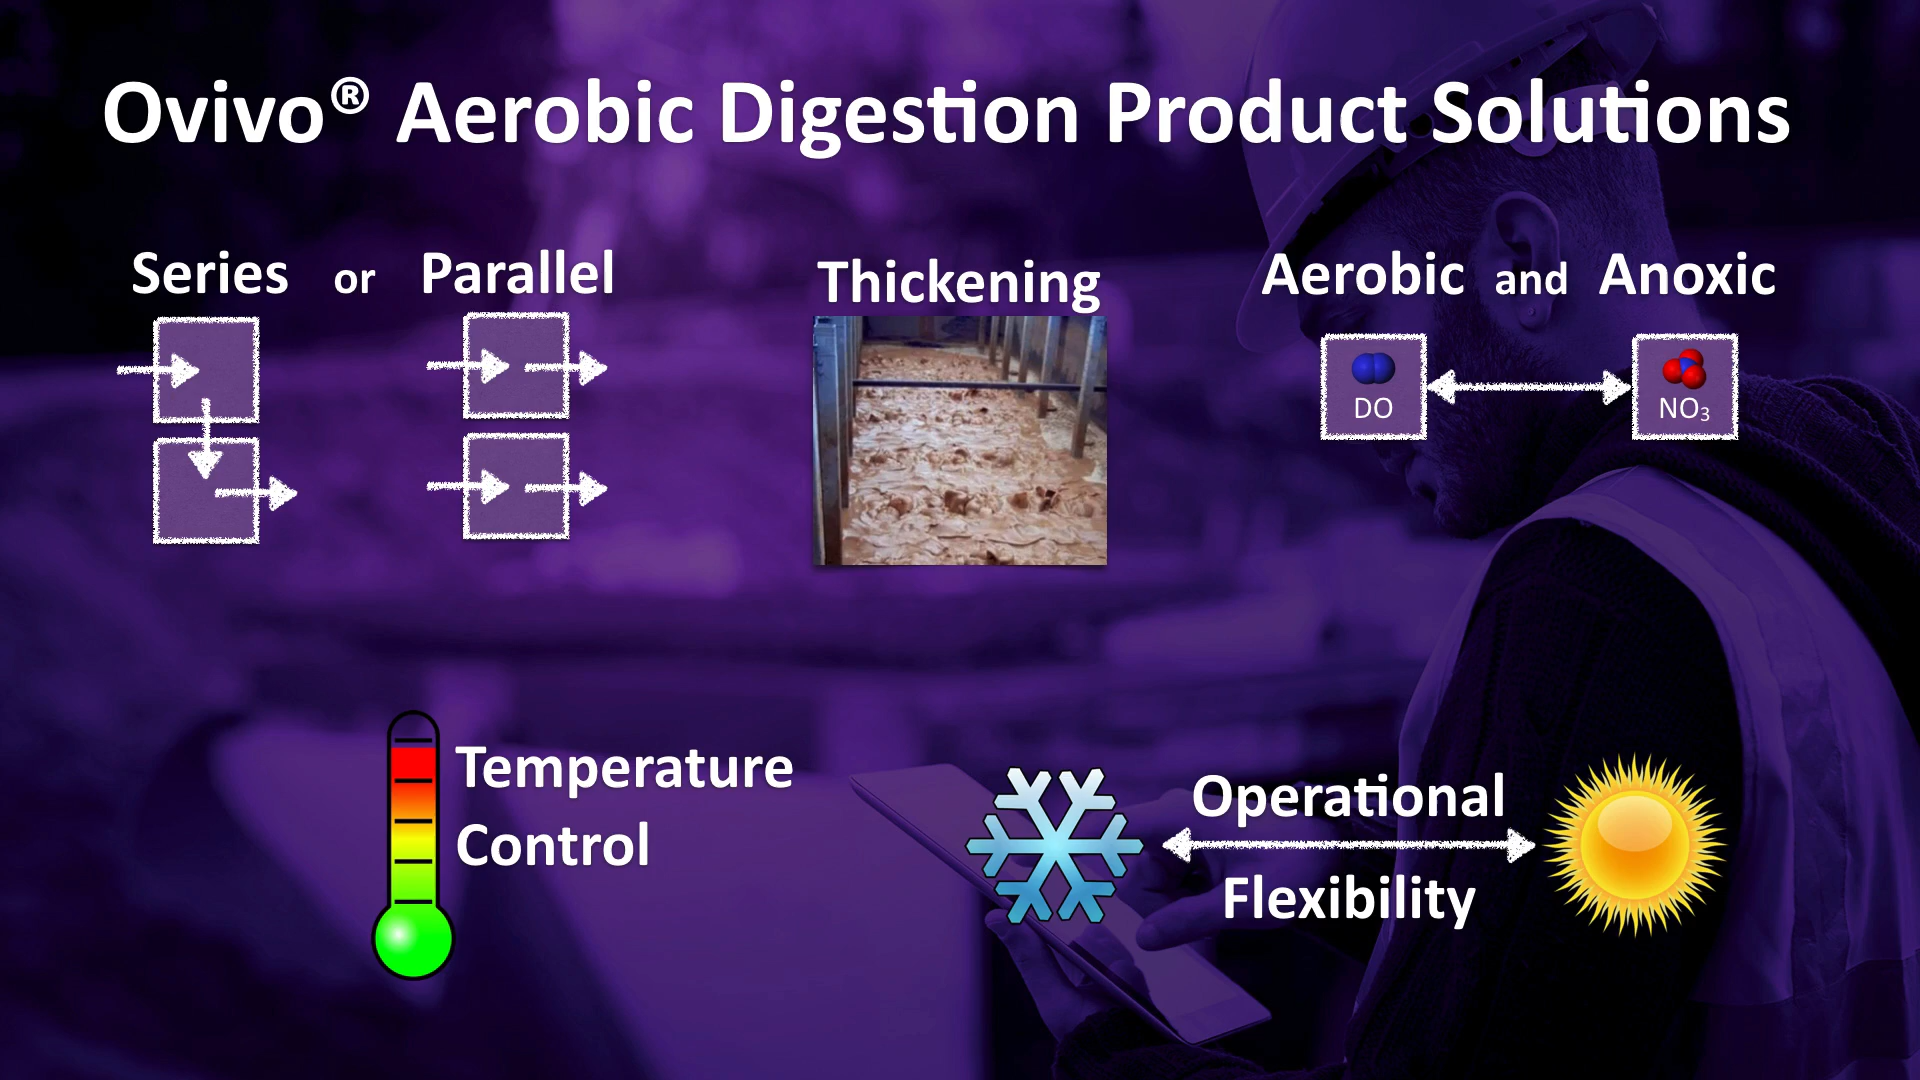 Ovivo® Aerobic Digestion Product Solutions
Series or Parallel
Thickening
Aerobic and Anoxic
DO
NO₃
Temperature
Control
Operational
Flexibility